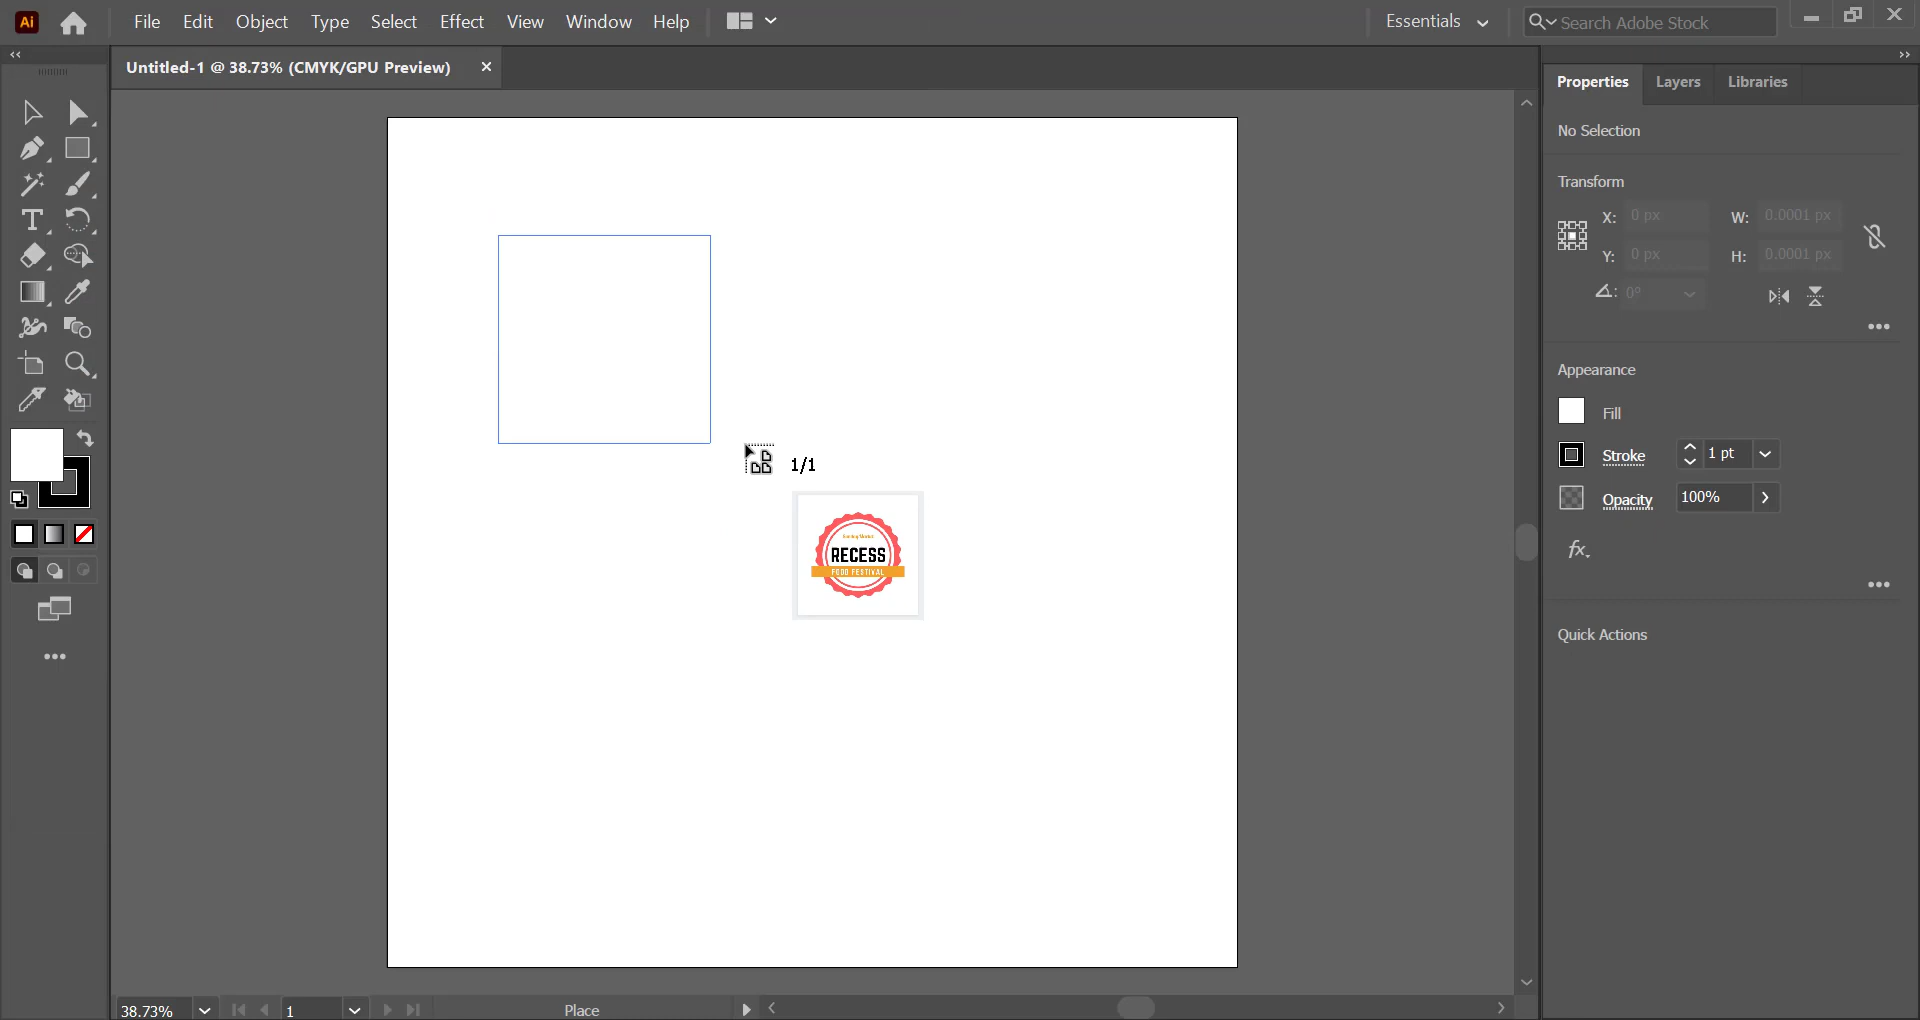 Ai File Edit Object Type Select Effect View Window Help Essentials Search Adobe Stock
Untitled-1 @ 38.73% (CMYK/GPU Preview) ×
Properties Layers Libraries
No Selection
Transform
X: 0 px W: 0.0001 px
Y: 0 px H: 0.0001 px
0°
Appearance
Fill
Stroke 1 pt
Opacity 100%
fx.
Quick Actions
T
1/1
RECESS
FOOD FESTIVAL
38.73% 1 Place